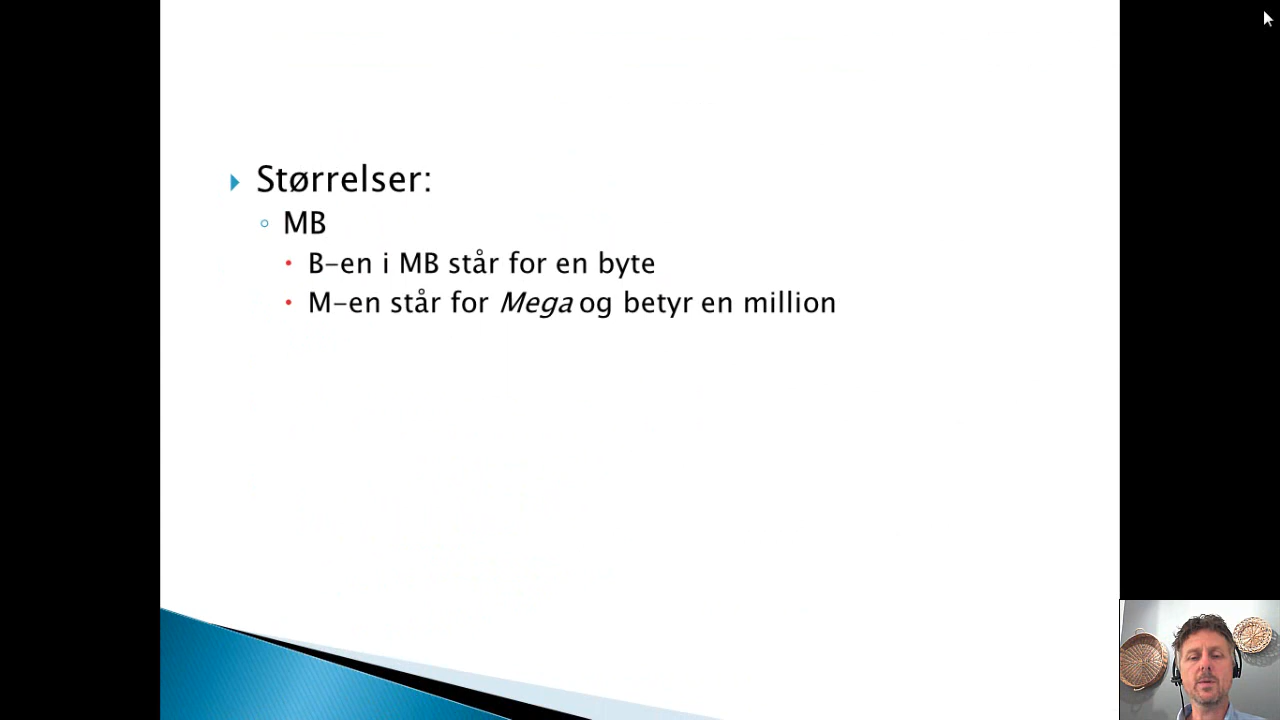 Størrelser:
MB
B-en i MB står for en byte
M-en står for Mega og betyr en million